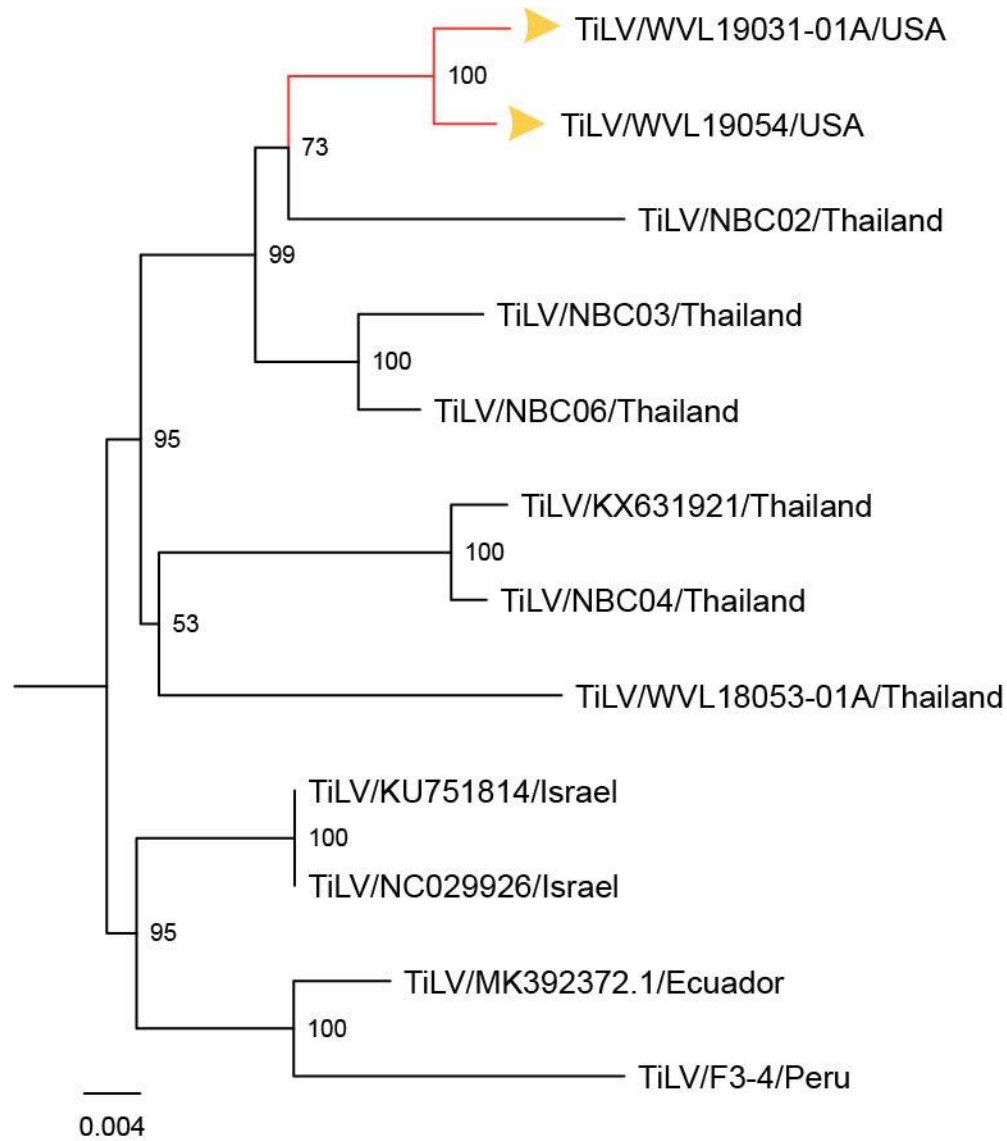 TiLV/WVL19031-01A/USA
100
TiLV/WVL19054/USA
73
TiLV/NBC02/Thailand
99
TiLV/NBC03/Thailand
100
TiLV/NBC06/Thailand
95
TiLV/KX631921/Thailand
100
TiLV/NBC04/Thailand
53
TiLV/WVL18053-01A/Thailand
TiLV/KU751814/Israel
100
TiLV/NC029926/Israel
95
TiLV/MK392372.1/Ecuador
100
TiLV/F3-4/Peru
0.004